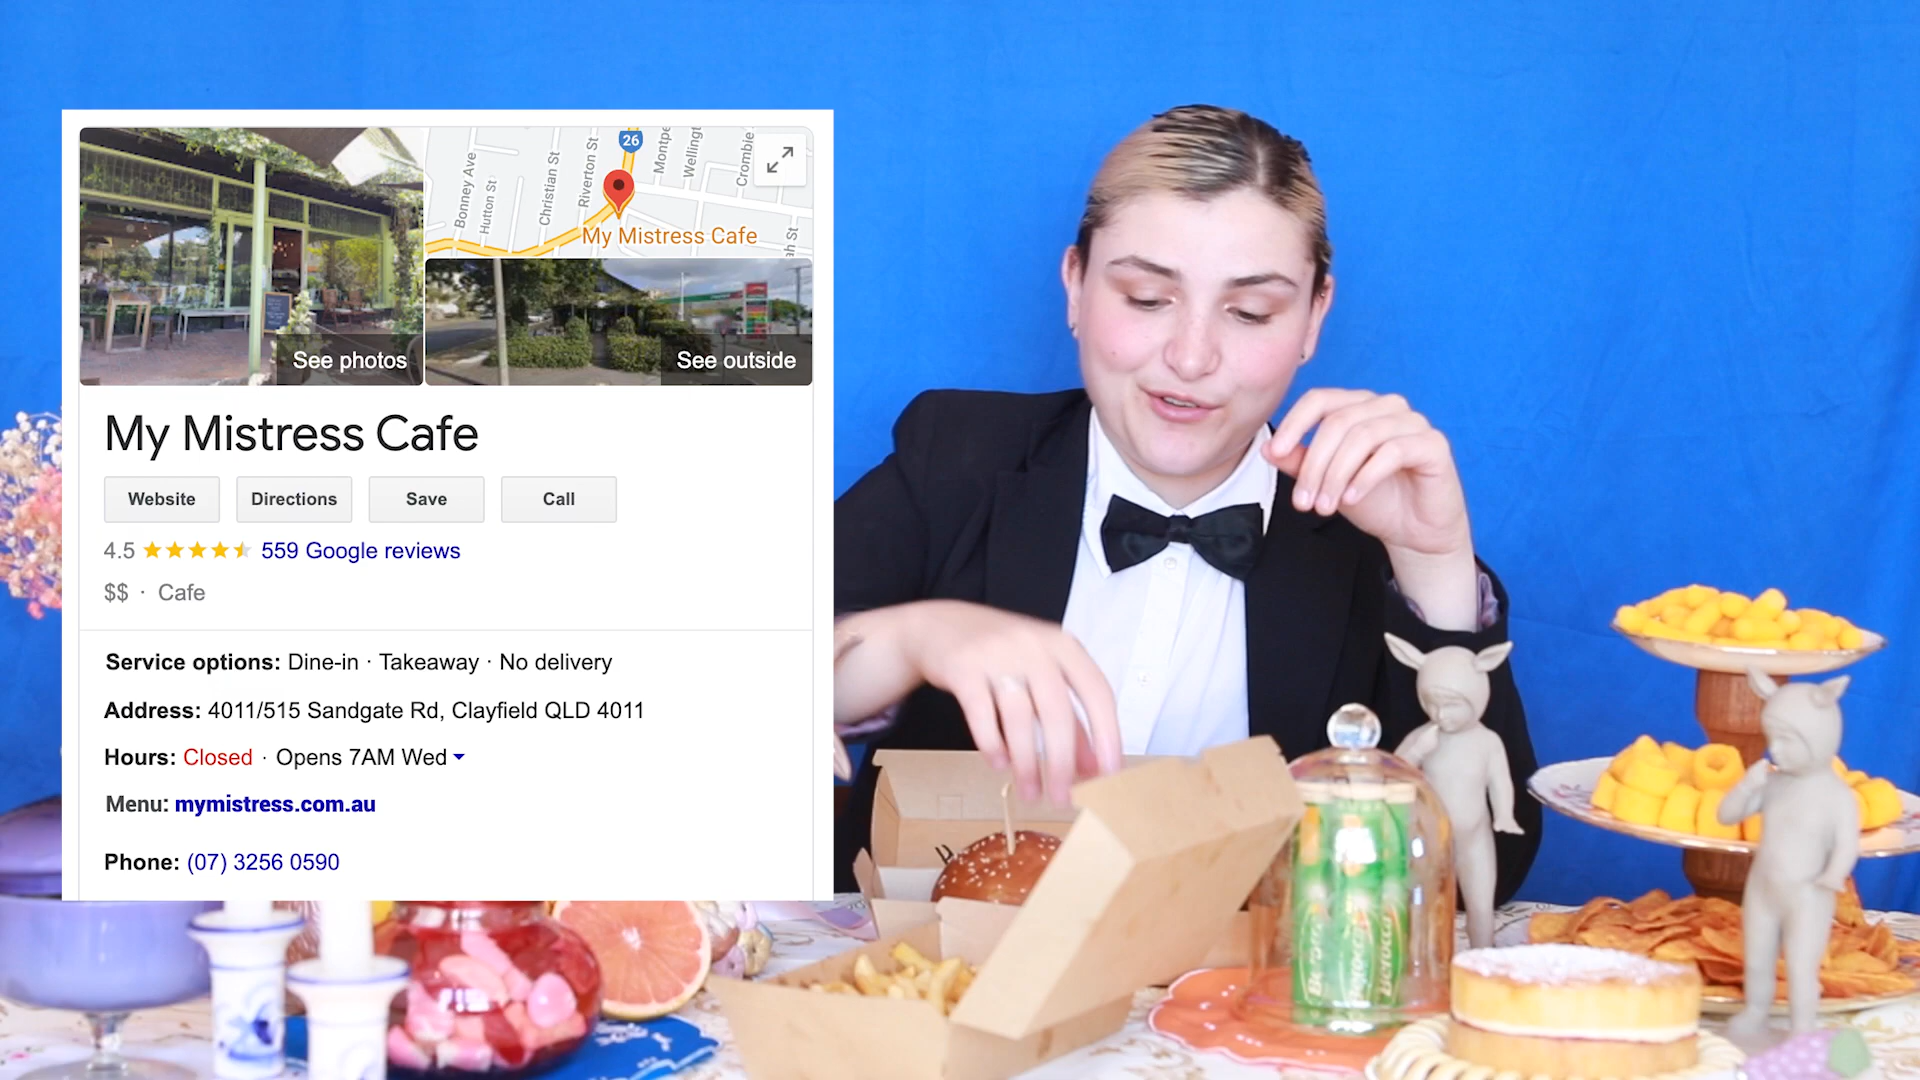 26
Bonney Ave
Hutton St
Christian St
Riverton St
Crombie
My Mistress Cafe
See photos
See outside
My Mistress Cafe
Website
Directions
Save
Call
4.5
559 Google reviews
$$ · Cafe
Service options: Dine-in · Takeaway · No delivery
Address: 4011/515 Sandgate Rd, Clayfield QLD 4011
Hours: Closed · Opens 7AM Wed
Menu: mymistress.com.au
Phone: (07) 3256 0590
Berocca
Berocca
Berocca